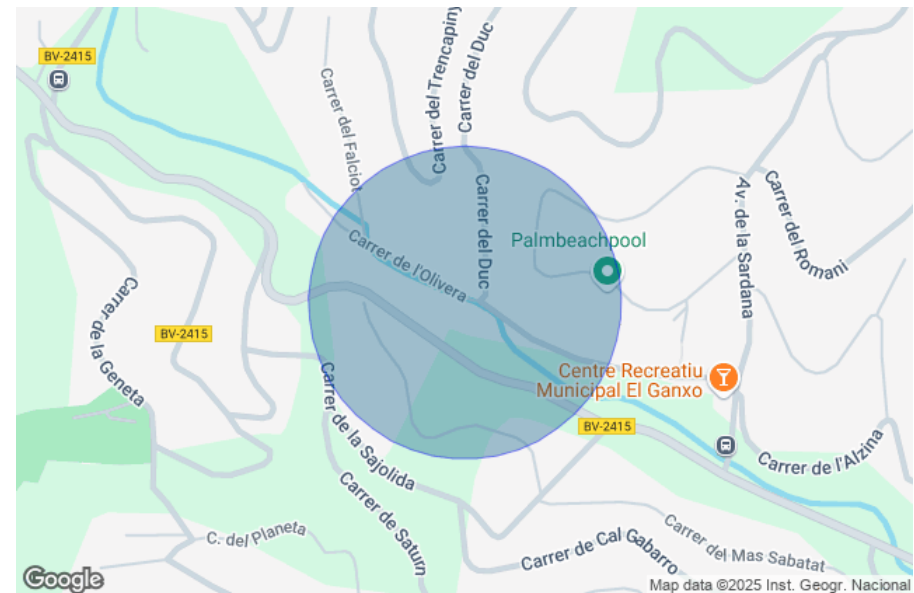 BV-2415
Carrer del Trencapiny
Carrer del Duc
Carrer del Falciot
Carrer del Duc
Av. de la Sardana
Carrer del Romani
Palmbeachpool
Carrer de l'Olivera
Carrer de la Geneta
BV-2415
Centre Recreatiu
Municipal El Ganxo
BV-2415
Carrer de la Sajolida
Carrer de l'Alzina
Carrer de Saturn
C. del Planeta
Carrer de Cal Gabarro
Carrer del Mas Sabatat
Google
Map data ©2025 Inst. Geogr. Nacional